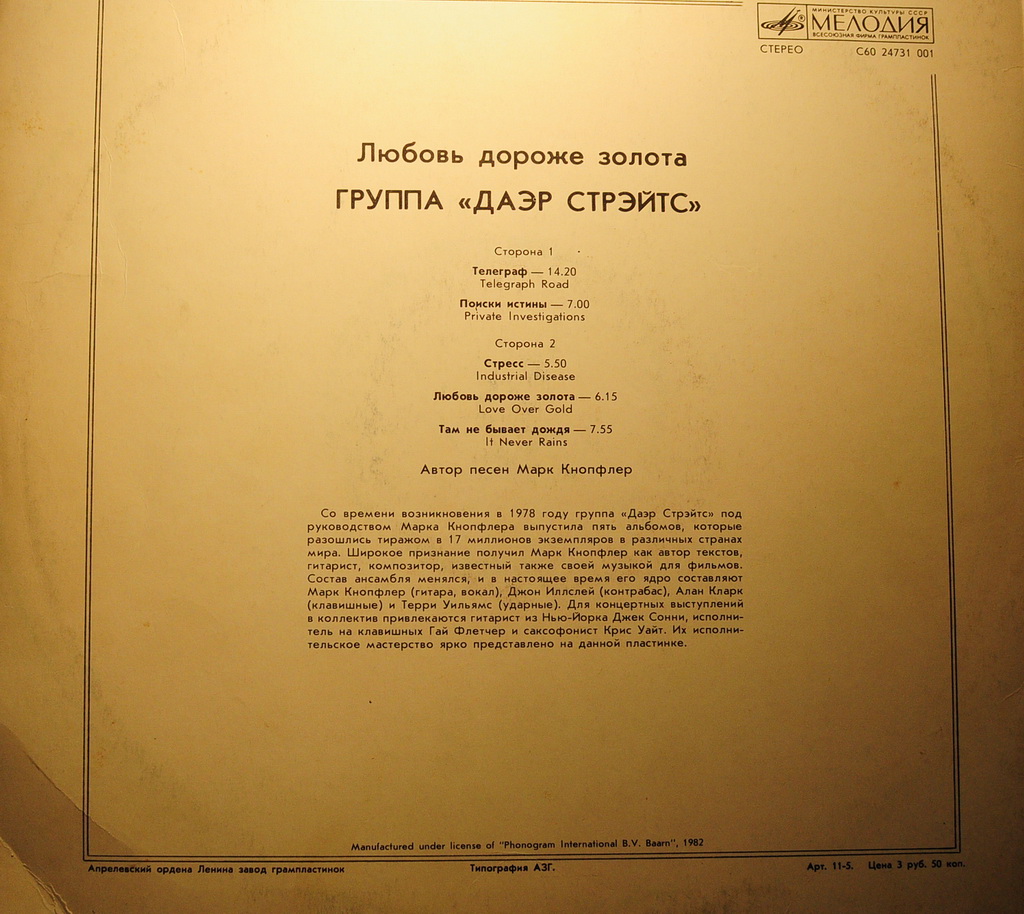 МИНИСТЕРСТВО КУЛЬТУРЫ СССР
МЕЛОДИЯ
ВСЕСОЮЗНАЯ ФИРМА ГРАМПЛАСТИНОК
СТЕРЕО
С60 24731 001
Любовь дороже золота
ГРУППА «ДАЭР СТРЭЙТС»
Сторона 1
Телеграф — 14.20
Telegraph Road
Поиски истины — 7.00
Private Investigations
Сторона 2
Стресс — 5.50
Industrial Disease
Любовь дороже золота — 6.15
Love Over Gold
Там не бывает дождя — 7.55
It Never Rains
Автор песен Марк Кнопфлер
Со времени возникновения в 1978 году группа «Даэр Стрэйтс» под
руководством Марка Кнопфлера выпустила пять альбомов, которые
разошлись тиражом в 17 миллионов экземпляров в различных странах
мира. Широкое признание получил Марк Кнопфлер как автор текстов,
гитарист, композитор, известный также своей музыкой для фильмов.
Состав ансамбля менялся, и в настоящее время его ядро составляют
Марк Кнопфлер (гитара, вокал), Джон Иллслей (контрабас), Алан Кларк
(клавишные) и Терри Уильямс (ударные). Для концертных выступлений
в коллектив привлекаются гитарист из Нью-Йорка Джек Сонни, исполни-
тель на клавишных Гай Флетчер и саксофонист Крис Уайт. Их исполни-
тельское мастерство ярко представлено на данной пластинке.
Manufactured under license of "Phonogram International B.V. Baarn", 1982
Апрелевский ордена Ленина завод грампластинок
Типография АЗГ.
Арт. 11-5. Цена 3 руб. 50 коп.